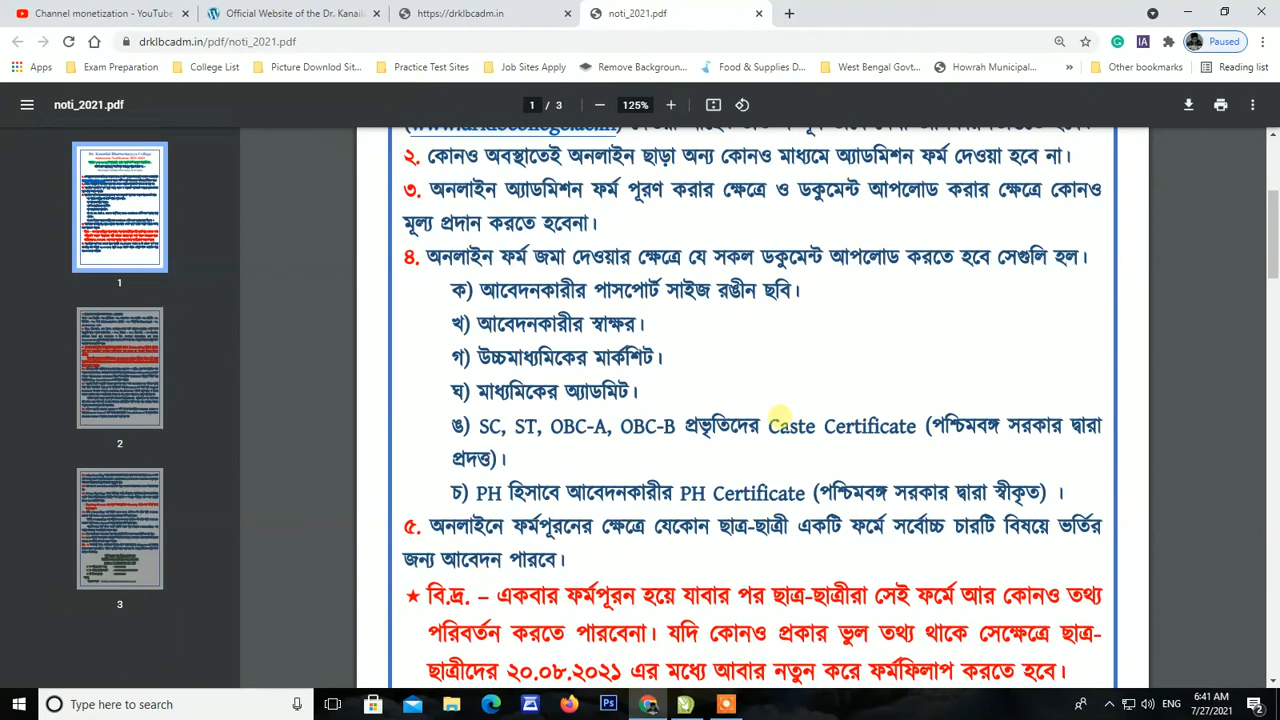 Channel monetization - Youtube
Official Website of the Dr. Kanail
https://drklbcadm.in
noti_2021.pdf
drklbcadm.in/pdf/noti_2021.pdf
Paused
Apps
Exam Preparation
College List
Picture Downlod Sit...
Practice Test Sites
Job Sites Apply
Remove Backgroun...
Food & Supplies D...
West Bengal Govt...
Howrah Municipal...
»
Other bookmarks
Reading list
noti_2021.pdf
1 / 3
125%
২. কোনও অবস্থাতেই অনলাইন ছাড়া অন্য কোনও মাধ্যমে অ্যাডমিশন ফর্ম দেওয়া হবে না।
৩. অনলাইন অ্যাডমিশন ফর্ম পূরণ করার ক্ষেত্রে ও ডকুমেন্ট আপলোড করার ক্ষেত্রে কোনও
মূল্য প্রদান করতে হবেনা।
৪. অনলাইন ফর্ম জমা দেওয়ার ক্ষেত্রে যে সকল ডকুমেন্ট আপলোড করতে হবে সেগুলি হল।
ক) আবেদনকারীর পাসপোর্ট সাইজ রঙীন ছবি।
খ) আবেদনকারীর স্বাক্ষর।
গ) উচ্চমাধ্যমিকের মার্কশিট।
ঘ) মাধ্যমিকের অ্যাডমিট।
ঙ) SC, ST, OBC-A, OBC-B প্রভৃতিদের Caste Certificate (পশ্চিমবঙ্গ সরকার দ্বারা
প্রদত্ত)।
চ) PH হিসাবে আবেদনকারীর PH Certificate (পশ্চিমবঙ্গ সরকার দ্বারা স্বীকৃত) ।
৫. অনলাইনে ফর্মপূরনের ক্ষেত্রে যেকোন ছাত্র-ছাত্রী একটি ফর্মে সর্বোচ্চ চারটি বিষয়ে ভর্তির
জন্য আবেদন পারবে।
★ বি.দ্র. – একবার ফর্মপূরন হয়ে যাবার পর ছাত্র-ছাত্রীরা সেই ফর্মে আর কোনও তথ্য
পরিবর্তন করতে পারবেনা। যদি কোনও প্রকার ভুল তথ্য থাকে সেক্ষেত্রে ছাত্র-
ছাত্রীদের ২০.০৮.২০২১ এর মধ্যে আবার নতুন করে ফর্মফিলাপ করতে হবে।
1
2
3
Type here to search
ENG
6:41 AM
7/27/2021